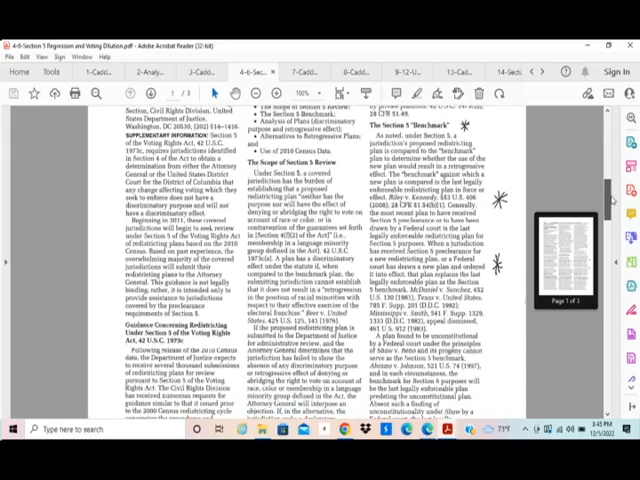 4-6-Section 5 Regression and Voting Dilution.pdf - Adobe Acrobat Reader (32-bit)
File Edit View Sign Window Help
Home Tools 1-Cadd... 2-Analy... J-Caddo... 4-6-Sec... × 7-Cadd... 0-Cadd... 9-12-U... 1J-Cadd... 14-Secti Sign In
1 / 3 100%
Section, Civil Rights Division, United
States Department of Justice,
Washington, DC 20530, (202) 514–1416.
SUPPLEMENTARY INFORMATION: Section 5
of the Voting Rights Act, 42 U.S.C.
1973c, requires jurisdictions identified
in Section 4 of the Act to obtain a
determination from either the Attorney
General or the United States District
Court for the District of Columbia that
any change affecting voting which they
seek to enforce does not have a
discriminatory purpose and will not
have a discriminatory effect.
Beginning in 2011, these covered
jurisdictions will begin to seek review
under Section 5 of the Voting Rights Act
of redistricting plans based on the 2010
Census. Based on past experience, the
overwhelming majority of the covered
jurisdictions will submit their
redistricting plans to the Attorney
General. This guidance is not legally
binding; rather, it is intended only to
provide assistance to jurisdictions
covered by the preclearance
requirements of Section 5.
Guidance Concerning Redistricting
Under Section 5 of the Voting Rights
Act, 42 U.S.C. 1973c
Following release of the 2010 Census
data, the Department of Justice expects
to receive several thousand submissions
of redistricting plans for review
pursuant to Section 5 of the Voting
Rights Act. The Civil Rights Division
has received numerous requests for
guidance similar to that it issued prior
to the 2000 Census redistricting cycle
• The Scope of Section 5 Review;
• The Section 5 Benchmark;
• Analysis of Plans (discriminatory
purpose and retrogressive effect);
• Alternatives to Retrogressive Plans;
and
• Use of 2010 Census Data.
The Scope of Section 5 Review
Under Section 5, a covered
jurisdiction has the burden of
establishing that a proposed
redistricting plan "neither has the
purpose nor will have the effect of
denying or abridging the right to vote on
account of race or color, or in
contravention of the guarantees set forth
in [Section 4(f)(2) of the Act]" (i.e.,
membership in a language minority
group defined in the Act). 42 U.S.C.
1973c(a). A plan has a discriminatory
effect under the statute if, when
compared to the benchmark plan, the
submitting jurisdiction cannot establish
that it does not result in a "retrogression
in the position of racial minorities with
respect to their effective exercise of the
electoral franchise." Beer v. United
States, 425 U.S. 125, 141 (1976).
If the proposed redistricting plan is
submitted to the Department of Justice
for administrative review, and the
Attorney General determines that the
jurisdiction has failed to show the
absence of any discriminatory purpose
or retrogressive effect of denying or
abridging the right to vote on account of
race, color or membership in a language
minority group defined in the Act, the
Attorney General will interpose an
objection. If, in the alternative, the
28 CFR 51.49.
The Section 5 "Benchmark"
As noted, under Section 5, a
jurisdiction's proposed redistricting
plan is compared to the "benchmark"
plan to determine whether the use of the
new plan would result in a retrogressive
effect. The "benchmark" against which
a new plan is compared is the last legally
enforceable redistricting plan in force or
effect. Riley v. Kennedy, 553 U.S. 406
(2008); 28 CFR 51.54(b)(1). Generally,
the most recent plan to have received
Section 5 preclearance or to have been
drawn by a Federal court is the last
legally enforceable redistricting plan for
Section 5 purposes. When a jurisdiction
has received Section 5 preclearance for
a new redistricting plan, or a Federal
court has drawn a new plan and ordered
it into effect, that plan replaces the last
legally enforceable plan as the Section
5 benchmark. McDaniel v. Sanchez, 452
U.S. 130 (1981); Texas v. United States,
785 F. Supp. 201 (D.D.C. 1992);
Mississippi v. Smith, 541 F. Supp. 1329,
1333 (D.D.C. 1982), appeal dismissed,
461 U.S. 912 (1983).
A plan found to be unconstitutional
by a Federal court under the principles
of Shaw v. Reno and its progeny cannot
serve as the Section 5 benchmark,
Abrams v. Johnson, 521 U.S. 74 (1997),
and in such circumstances, the
benchmark for Section 5 purposes will
be the last legally enforceable plan
predating the unconstitutional plan.
Absent such a finding of
unconstitutionality under Shaw by a
Page 1 of 3
Type here to search
73°F
3:45 PM
12/5/2022